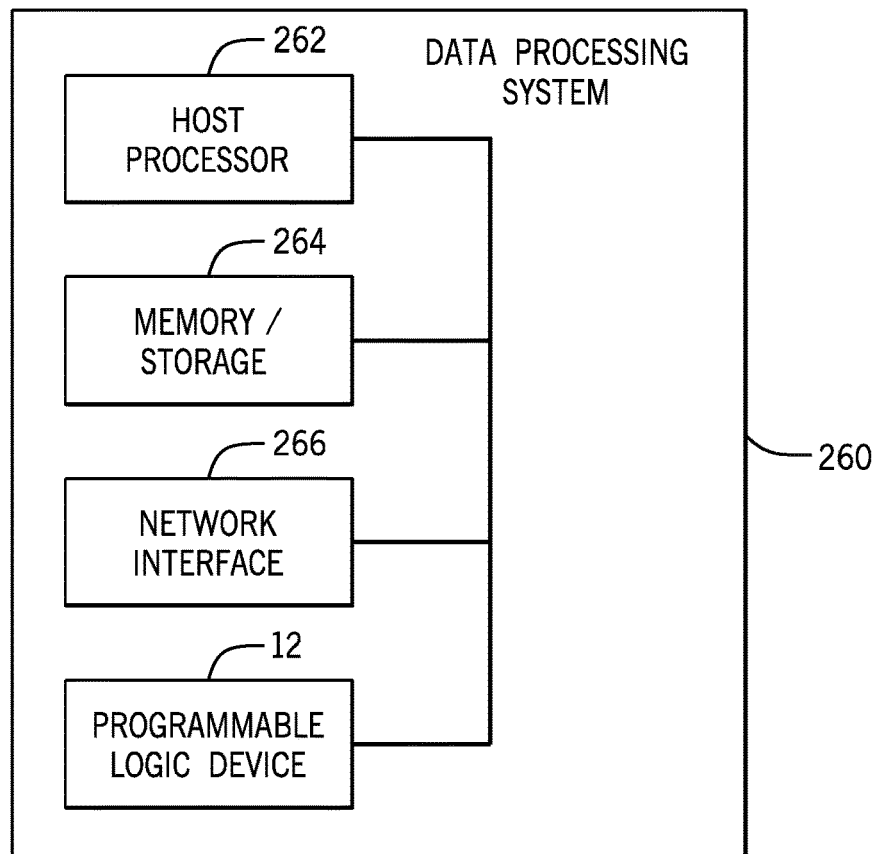 262
DATA PROCESSING
SYSTEM
HOST
PROCESSOR
264
MEMORY /
STORAGE
266
260
NETWORK
INTERFACE
12
PROGRAMMABLE
LOGIC DEVICE